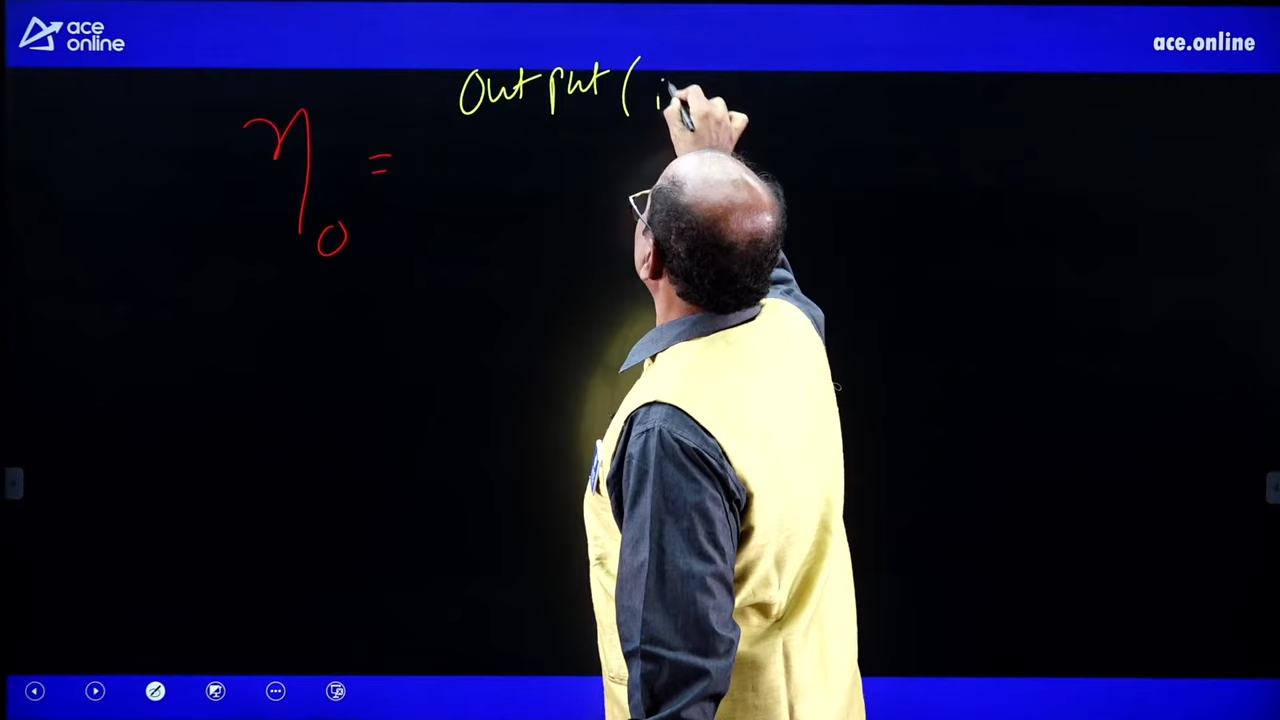 ace
online
ace.online
output ( i
η₀ =